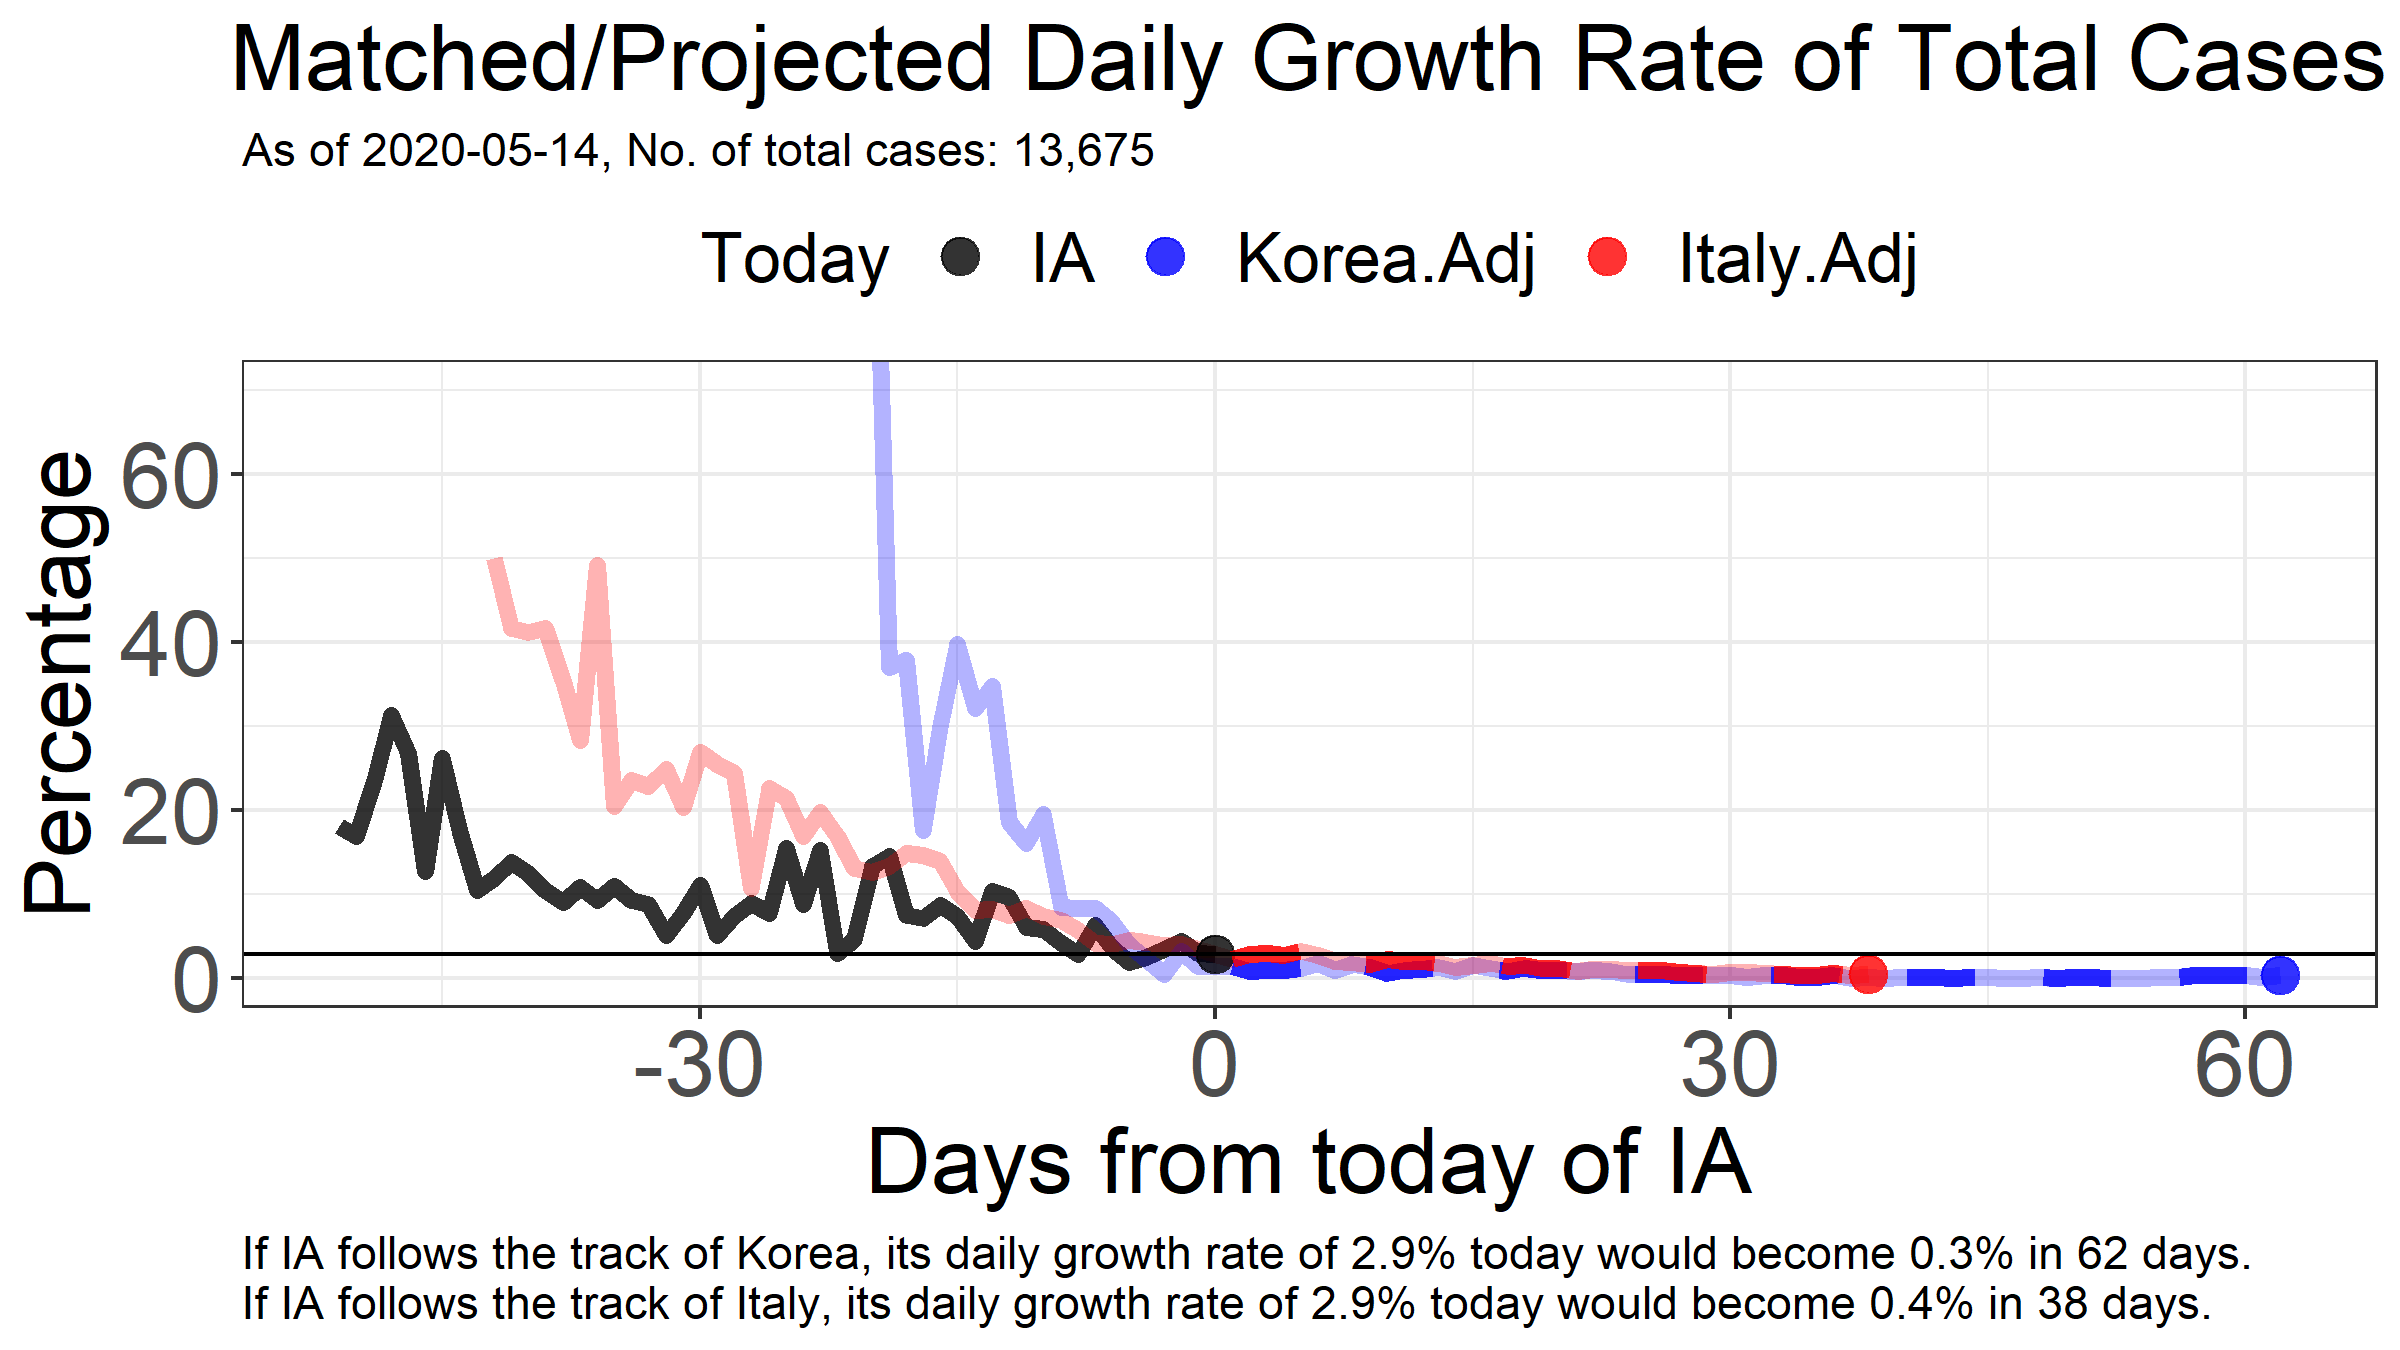 Matched/Projected Daily Growth Rate of Total Cases
As of 2020-05-14, No. of total cases: 13,675
Today IA Korea.Adj Italy.Adj
Percentage
60
40
20
0
-30 0 30 60
Days from today of IA
If IA follows the track of Korea, its daily growth rate of 2.9% today would become 0.3% in 62 days.
If IA follows the track of Italy, its daily growth rate of 2.9% today would become 0.4% in 38 days.